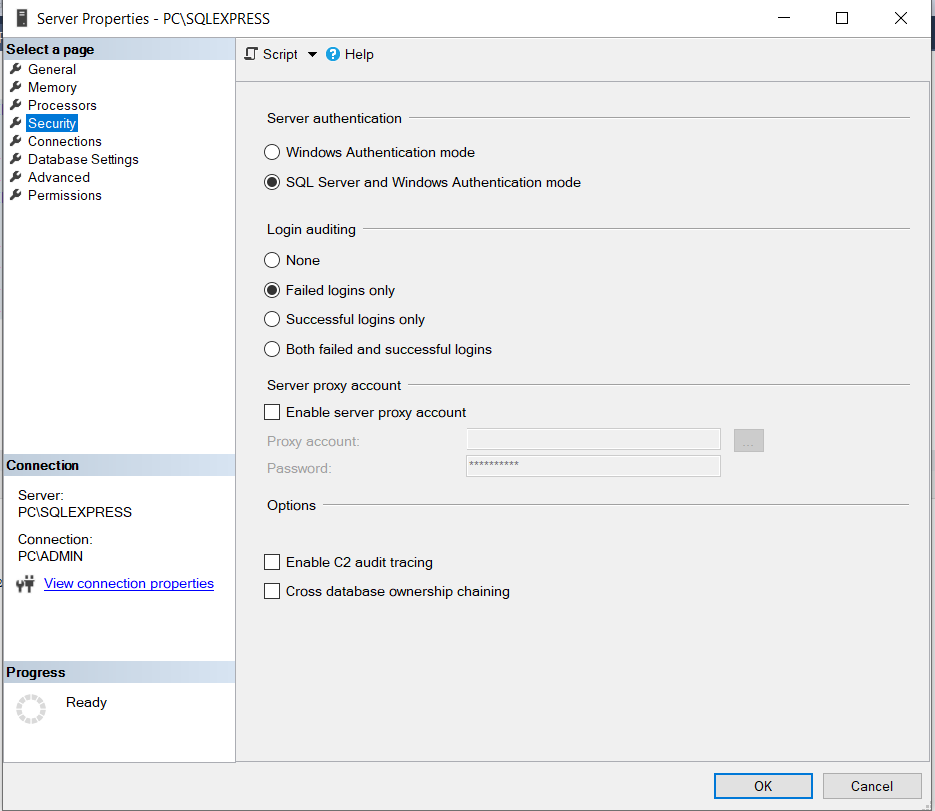 Server Properties - PC\SQLEXPRESS
Select a page
General
Memory
Processors
Security
Connections
Database Settings
Advanced
Permissions
Connection
Server:
PC\SQLEXPRESS
Connection:
PC\ADMIN
View connection properties
Progress
Ready
Script
Help
Server authentication
Windows Authentication mode
SQL Server and Windows Authentication mode
Login auditing
None
Failed logins only
Successful logins only
Both failed and successful logins
Server proxy account
Enable server proxy account
Proxy account:
...
Password: **********
Options
Enable C2 audit tracing
Cross database ownership chaining
OK
Cancel